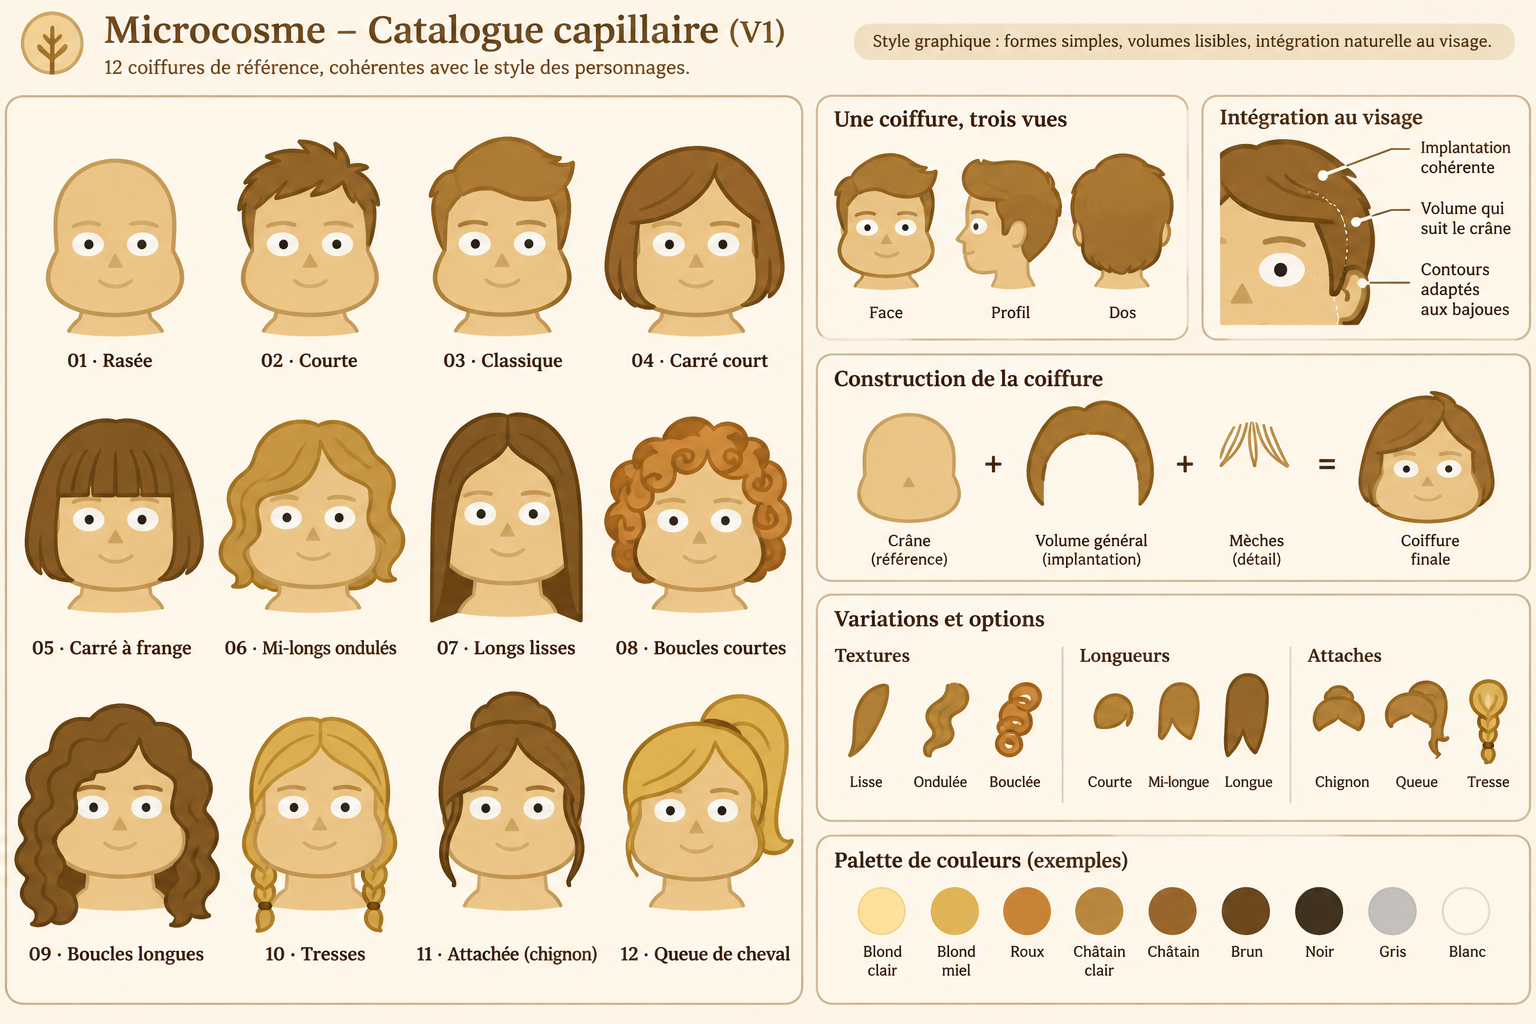 Microcosme – Catalogue capillaire (V1)
12 coiffures de référence, cohérentes avec le style des personnages.
Style graphique : formes simples, volumes lisibles, intégration naturelle au visage.
01 · Rasée
02 · Courte
03 · Classique
04 · Carré court
05 · Carré à frange
06 · Mi-longs ondulés
07 · Longs lisses
08 · Boucles courtes
09 · Boucles longues
10 · Tresses
11 · Attachée (chignon)
12 · Queue de cheval
Une coiffure, trois vues
Face
Profil
Dos
Intégration au visage
Implantation
cohérente
Volume qui
suit le crâne
Contours
adaptés
aux bajoues
Construction de la coiffure
+
+
=
Crâne
(référence)
Volume général
(implantation)
Mèches
(détail)
Coiffure
finale
Variations et options
Textures
Lisse
Ondulée
Bouclée
Longueurs
Courte
Mi-longue
Longue
Attaches
Chignon
Queue
Tresse
Palette de couleurs (exemples)
Blond
clair
Blond
miel
Roux
Châtain
clair
Châtain
Brun
Noir
Gris
Blanc